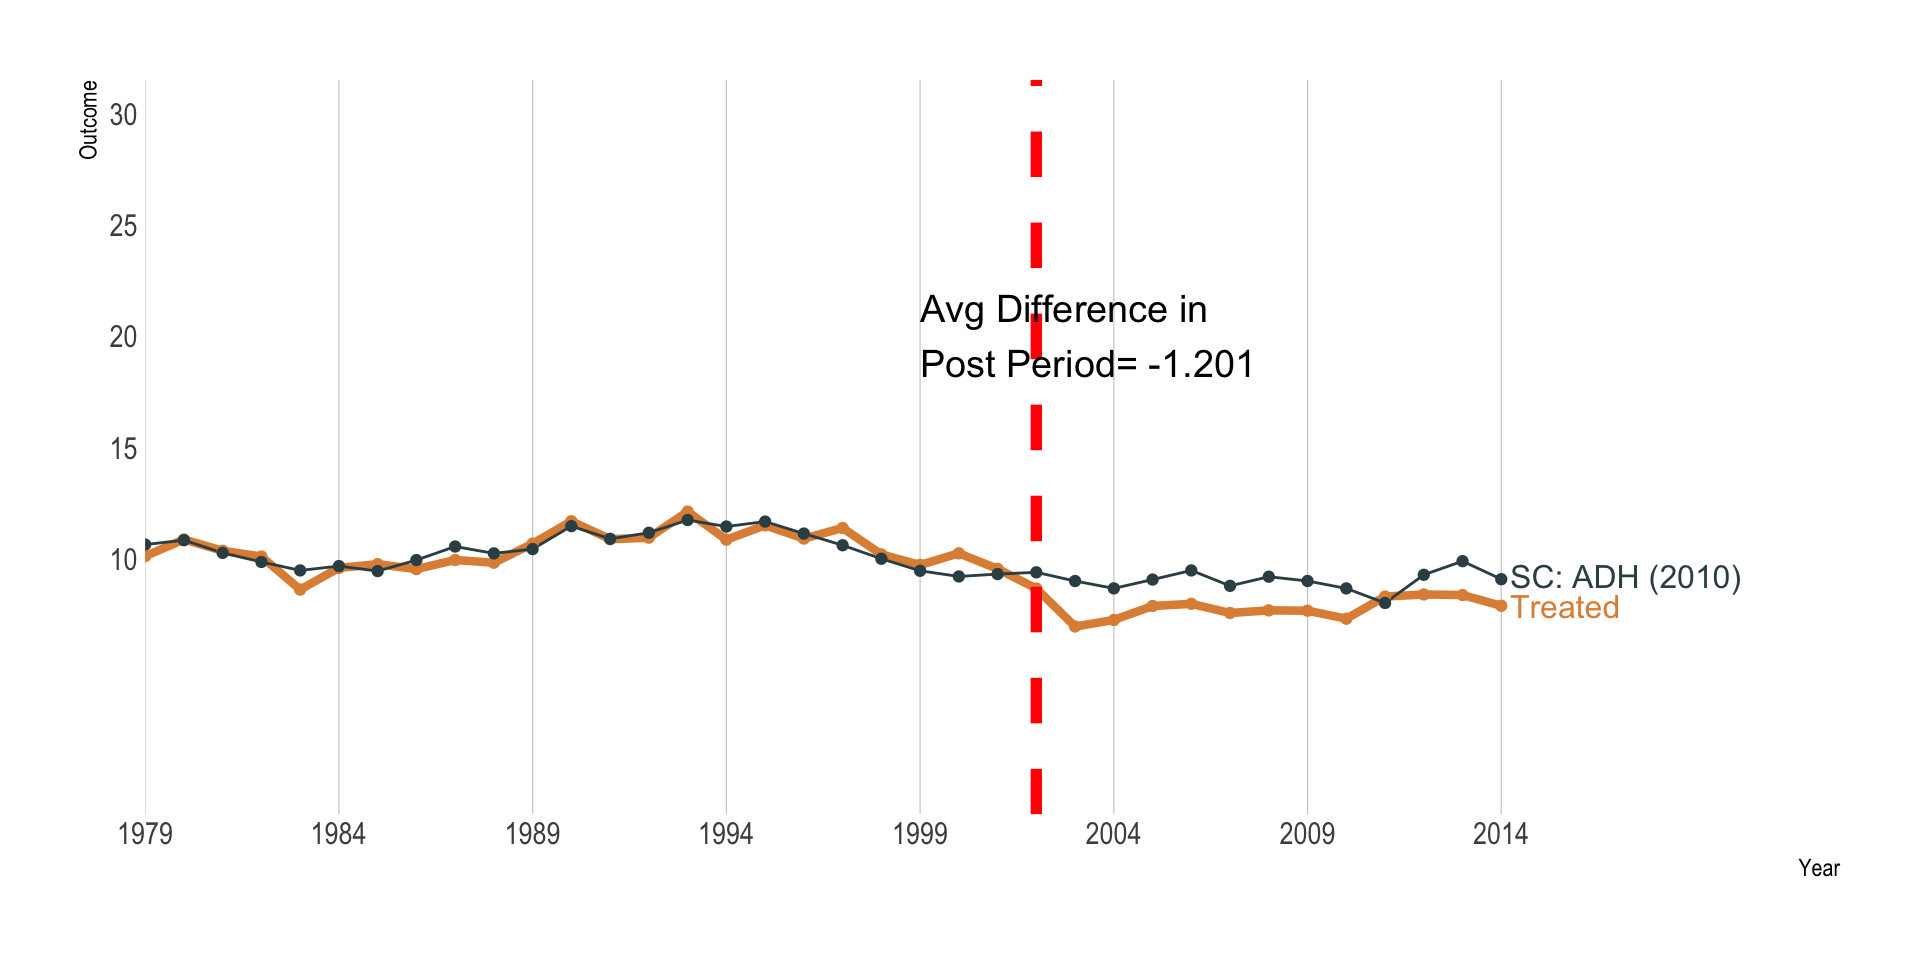 Outcome
30
25
20
15
10
Avg Difference in
Post Period= -1.201
SC: ADH (2010)
Treated
1979 1984 1989 1994 1999 2004 2009 2014
Year